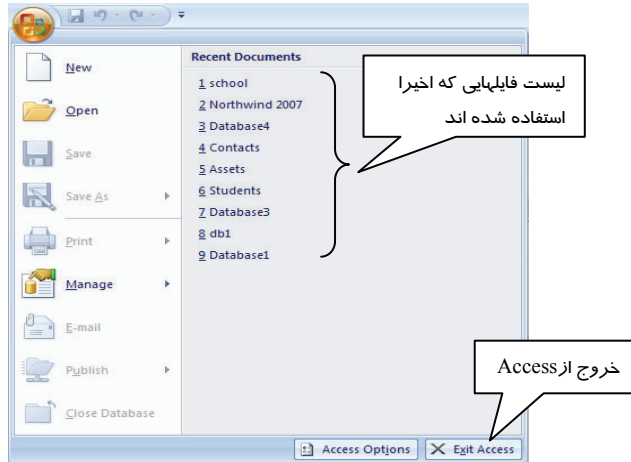 Recent Documents
New
Open
Save
Save As
Print
Manage
E-mail
Publish
Close Database
1 school
2 Northwind 2007
3 Database4
4 Contacts
5 Assets
6 Students
7 Database3
8 db1
9 Database1
لیست فایلهایی که اخیرا
استفاده شده اند
خروج ازAccess
Access Options
Exit Access